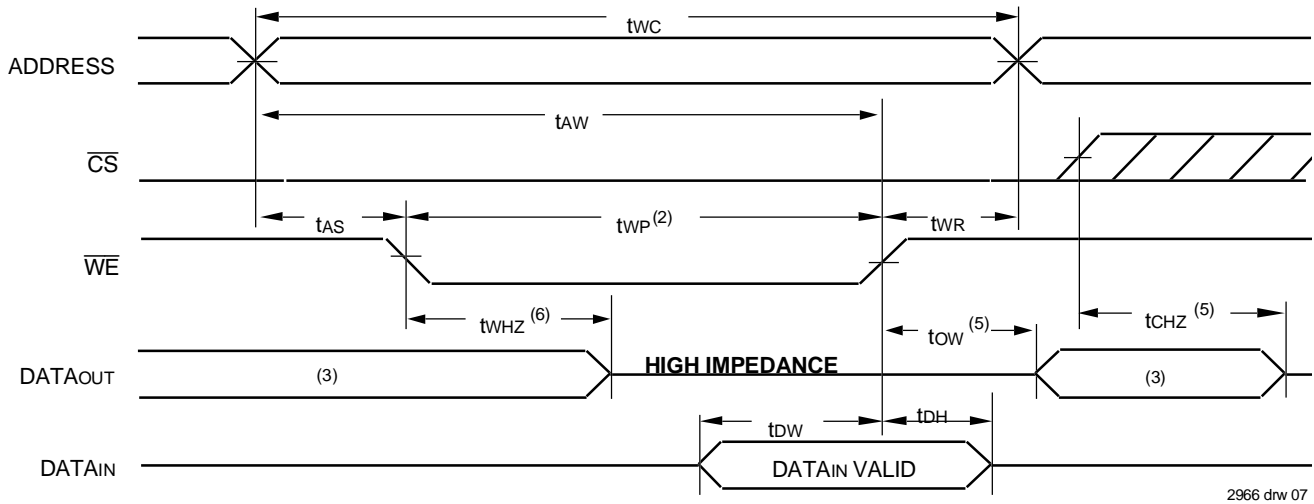 tWC
ADDRESS
tAW
CS
tAS
tWP (2)
tWR
WE
tWHZ (6)
tOW (5)
tCHZ (5)
DATAOUT
(3)
HIGH IMPEDANCE
(3)
tDW
tDH
DATAIN
DATAIN VALID
2966 drw 07